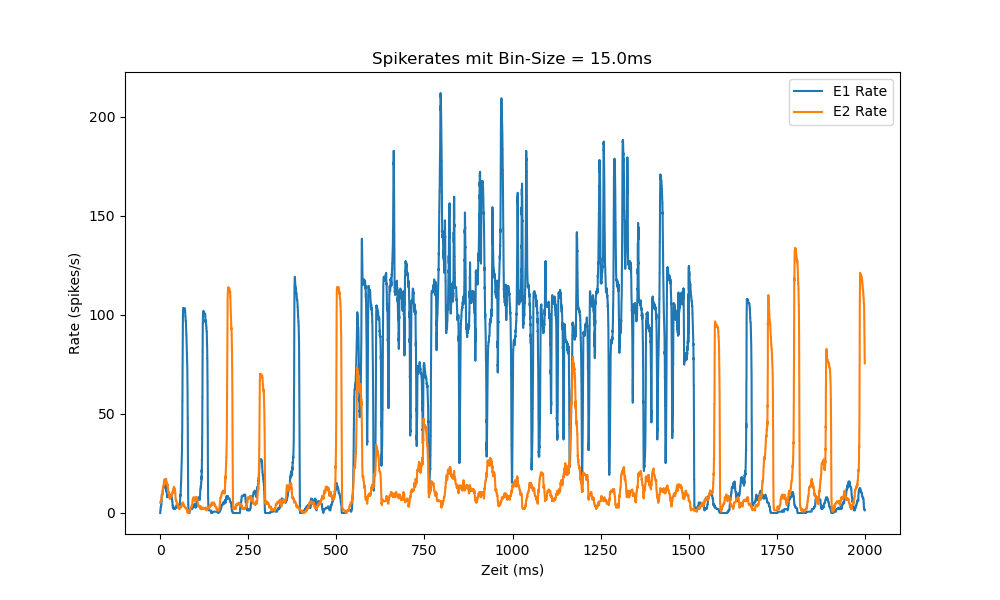 Spikerates mit Bin-Size = 15.0ms
E1 Rate
E2 Rate
Rate (spikes/s)
200
150
100
50
0
0 250 500 750 1000 1250 1500 1750 2000
Zeit (ms)